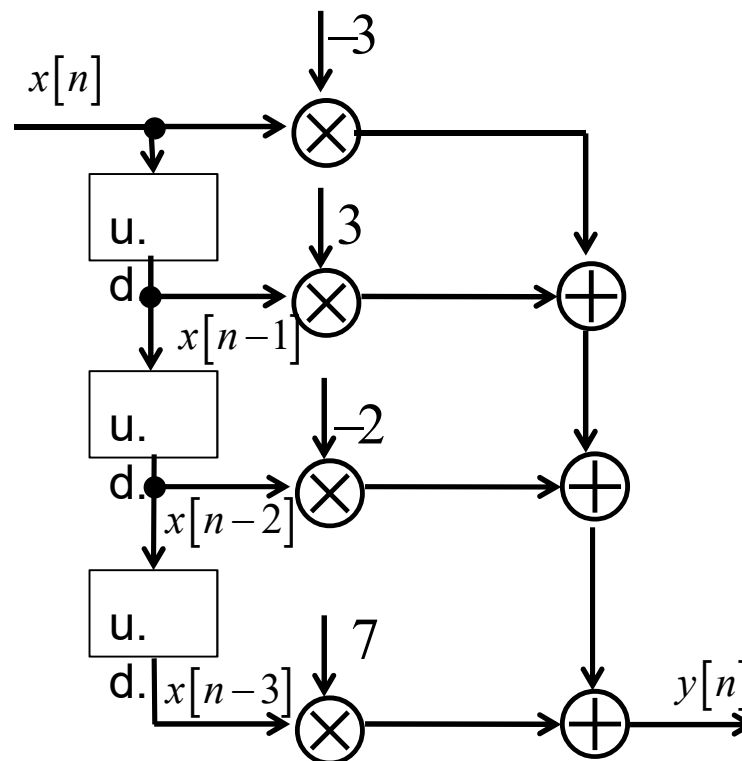 –3
x[n]
u.
d.
3
x[n–1]
u.
d.
–2
x[n–2]
u.
d.
7
x[n–3]
y[n]